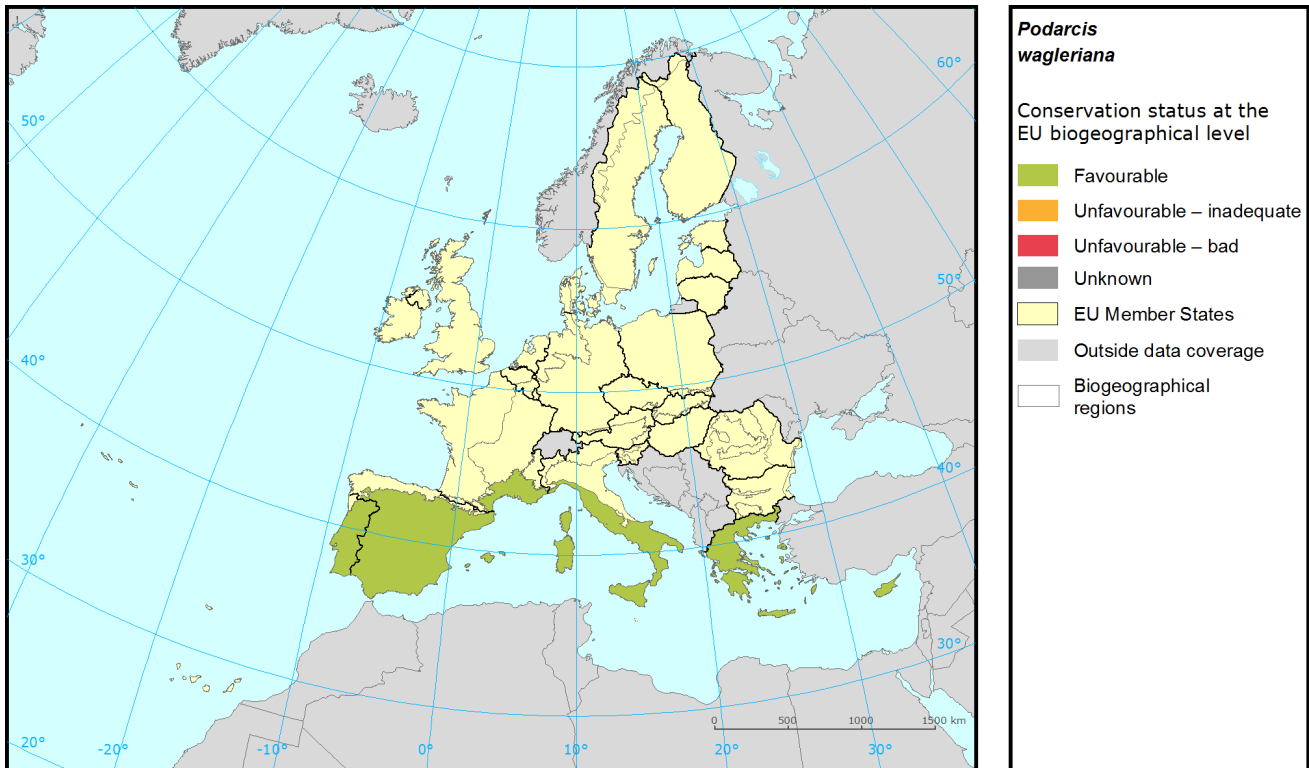 Podarcis
wagleriana
Conservation status at the
EU biogeographical level
Favourable
Unfavourable – inadequate
Unfavourable – bad
Unknown
EU Member States
Outside data coverage
Biogeographical
regions
60°
50°
50°
40°
40°
30°
30°
20°
-20°
-10°
0°
10°
20°
30°
0
500
1000
1500 km